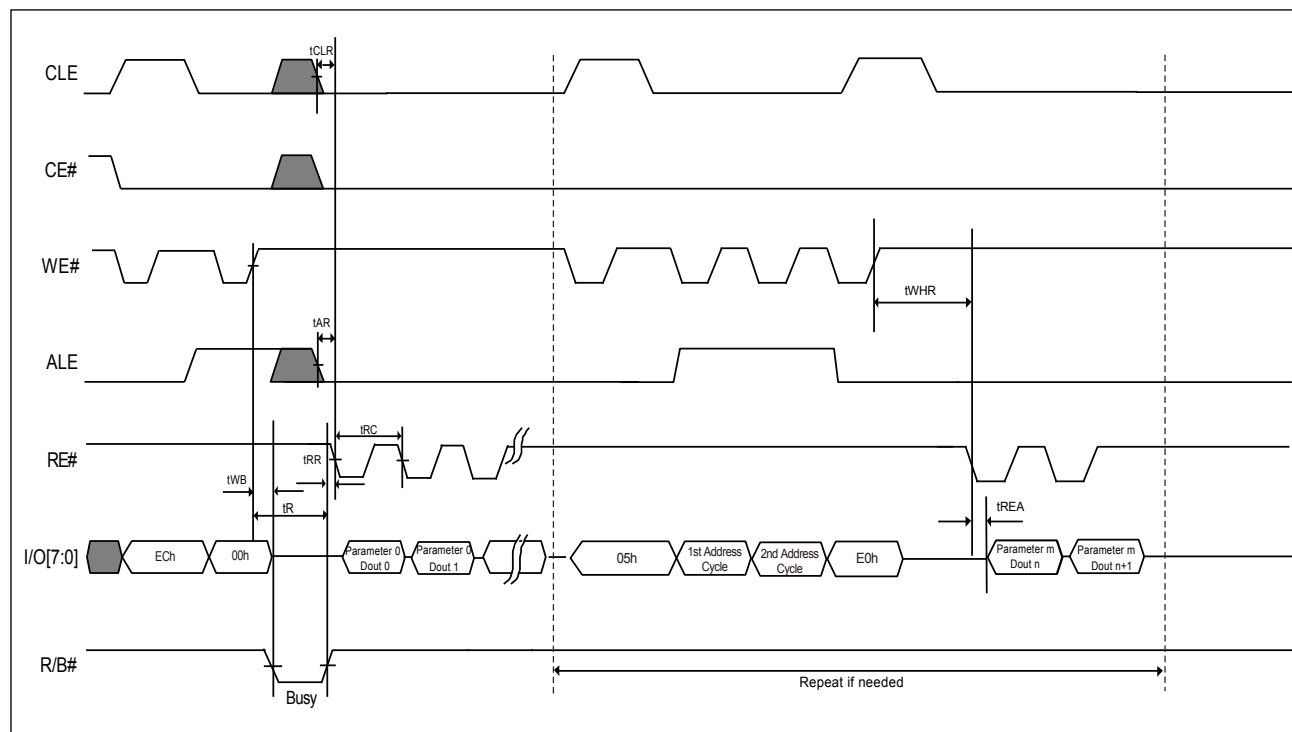 tCLR
CLE
CE#
WE#
tWHR
tAR
ALE
tRC
RE#
tRR
tWB
tREA
tR
I/O[7:0]
ECh
00h
Parameter 0
Dout 0
Parameter 0
Dout 1
05h
1st Address
Cycle
2nd Address
Cycle
E0h
Parameter m
Dout n
Parameter m
Dout n+1
R/B#
Busy
Repeat if needed